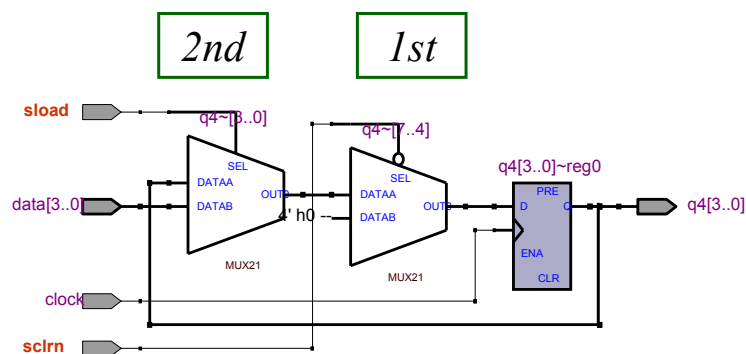 2nd
1st
sload
q4~[3..0]
q4~[7..4]
q4[3..0]~reg0
SEL
SEL
PRE
DATAA
OUT0
DATAA
data[3..0]
DATAB
OUT0
D
Q
q4[3..0]
4' h0 --
DATAB
ENA
MUX21
MUX21
CLR
clock
sclrn